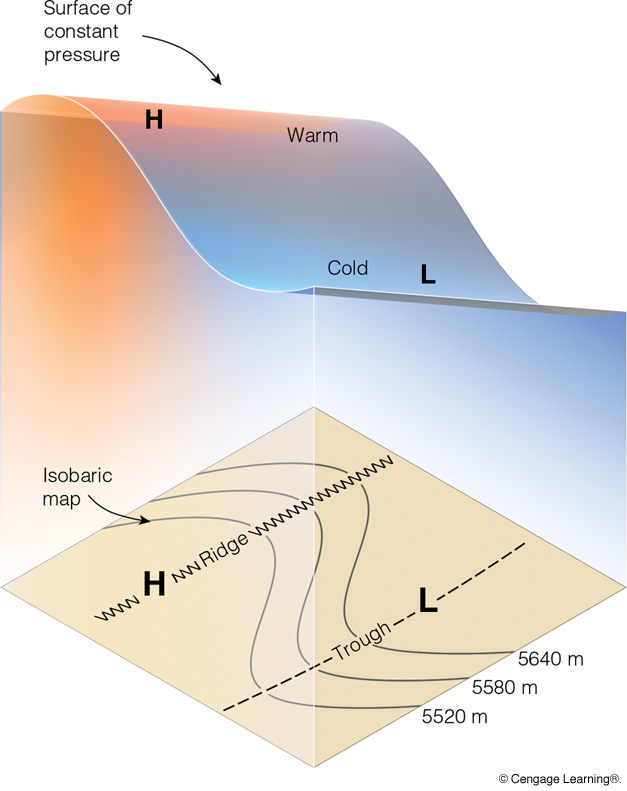 Surface of
constant
pressure
H
Warm
Cold
L
Isobaric
map
Ridge
H
L
Trough
5640 m
5580 m
5520 m
© Cengage Learning®.